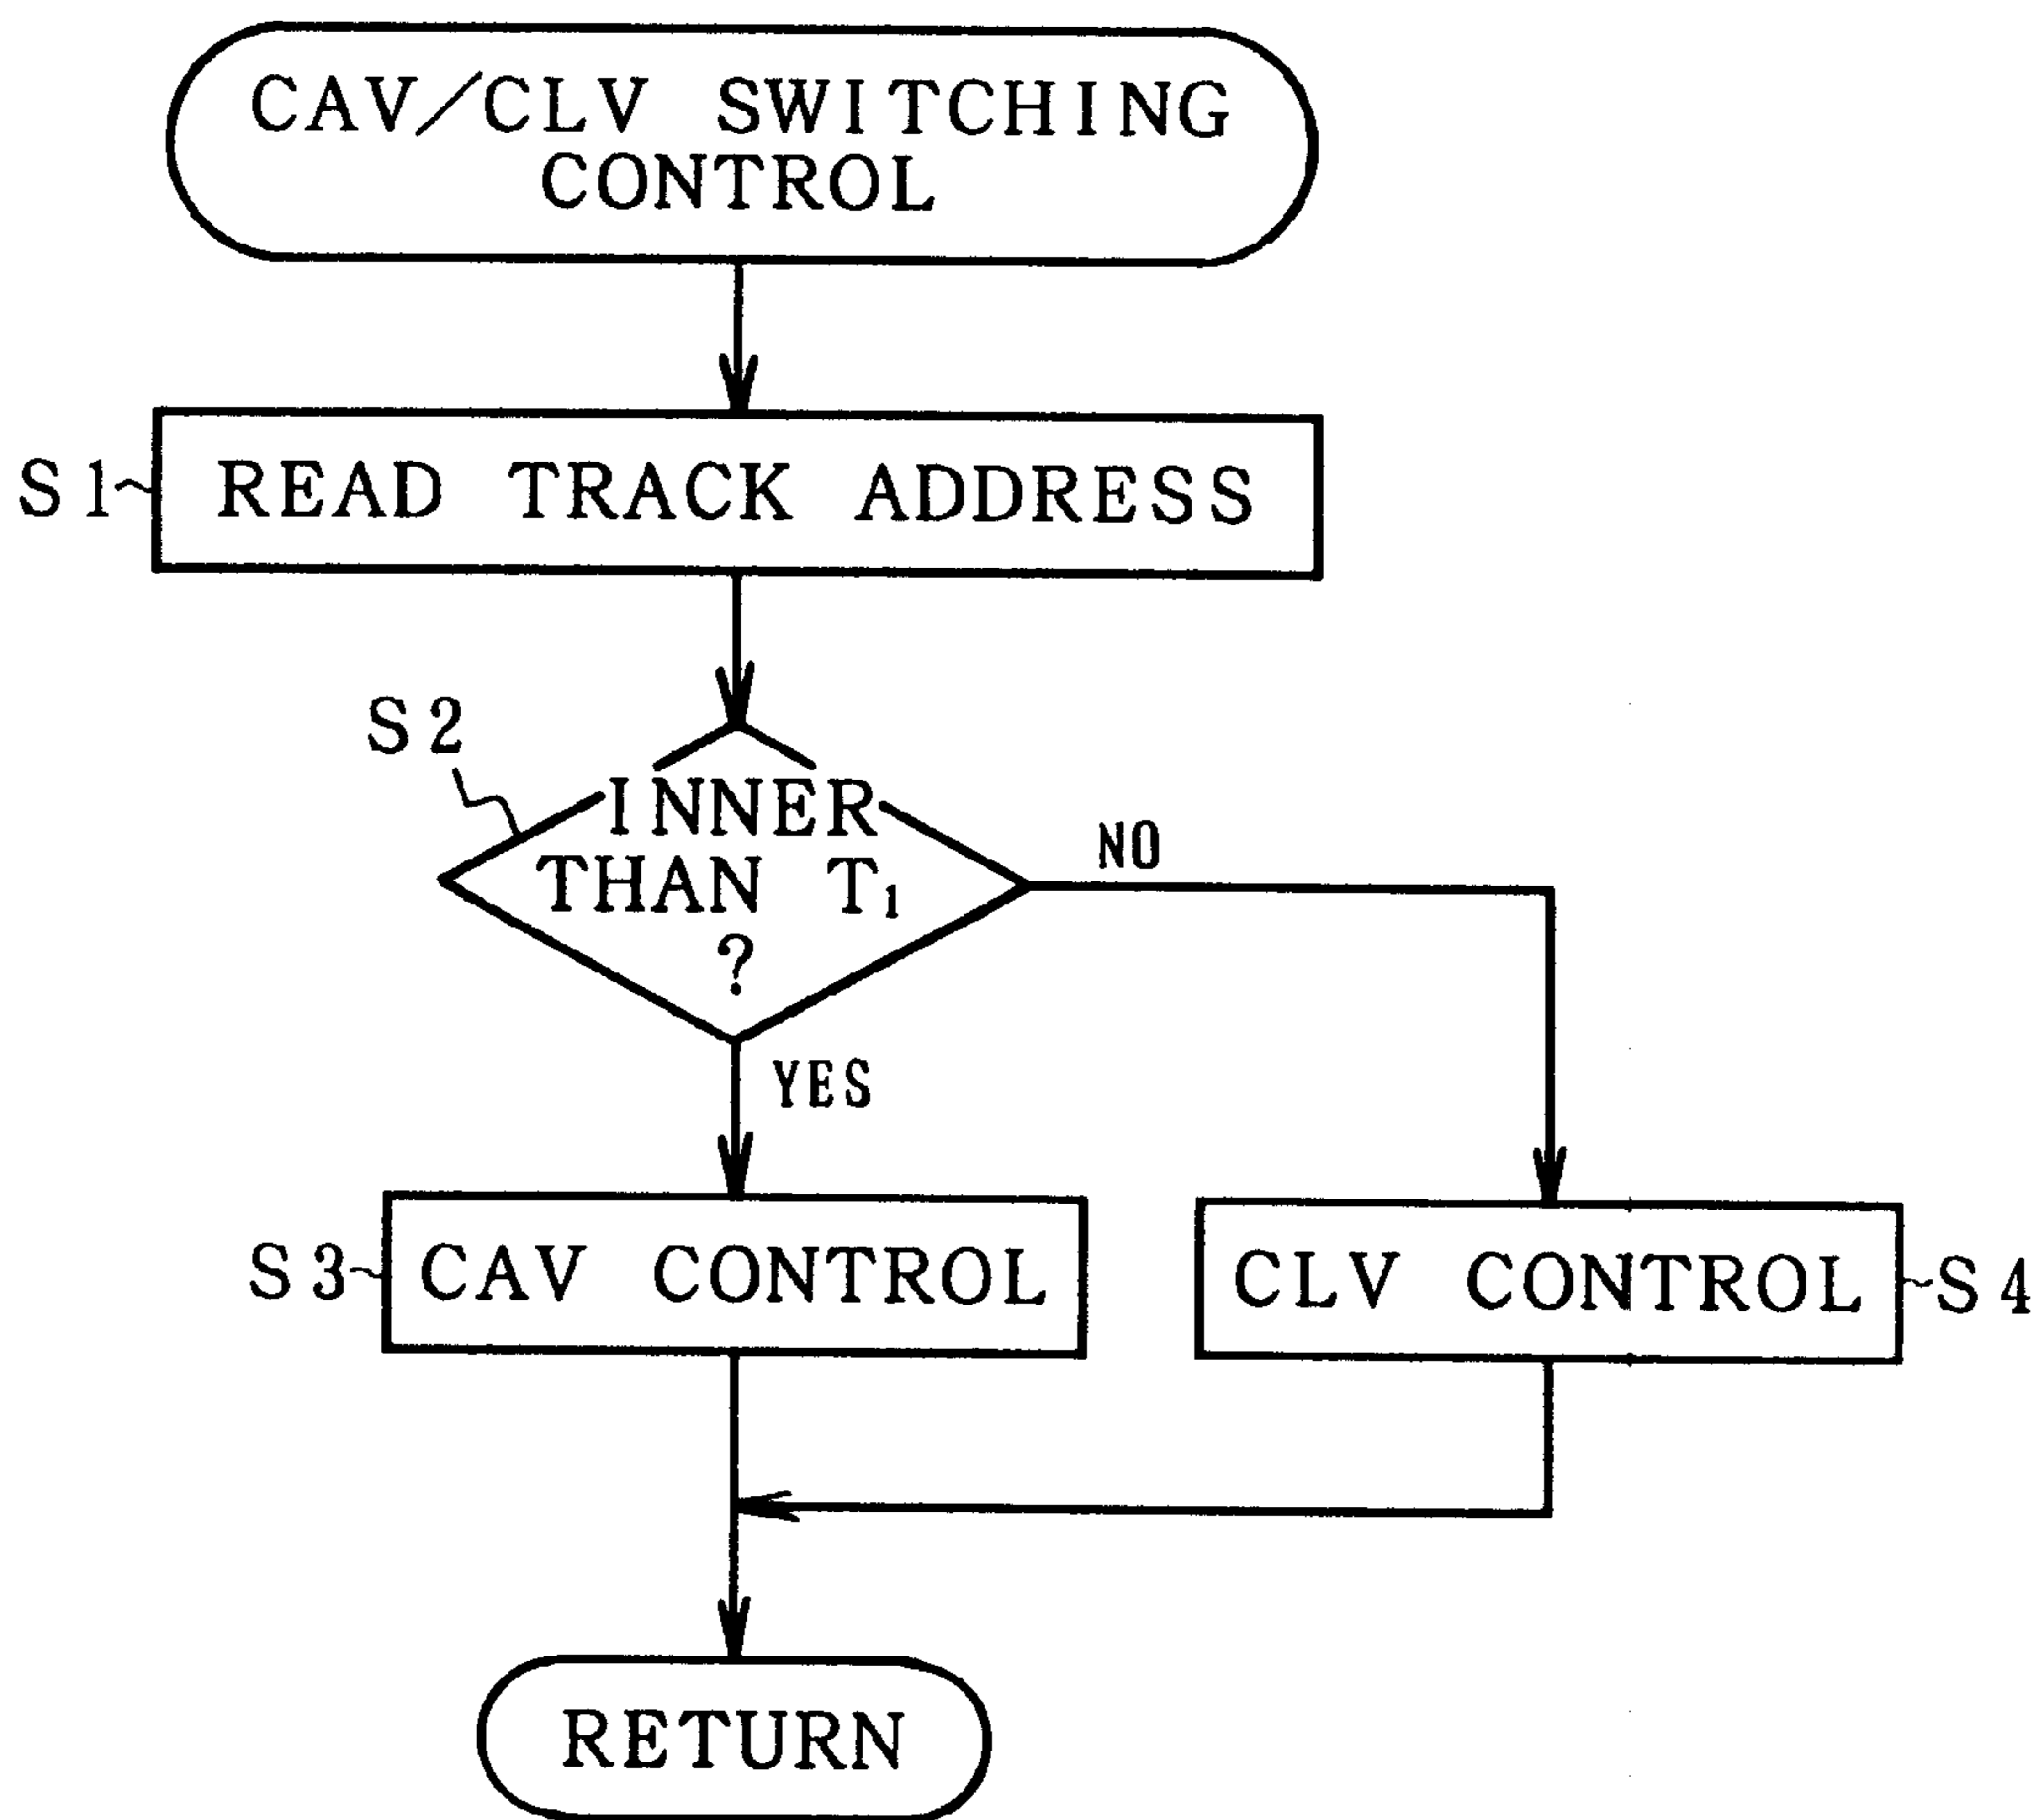 CAV/CLV SWITCHING
CONTROL
S1
READ TRACK ADDRESS
S2
INNER
THAN T₁
?
NO
YES
S3
CAV CONTROL
CLV CONTROL
S4
RETURN